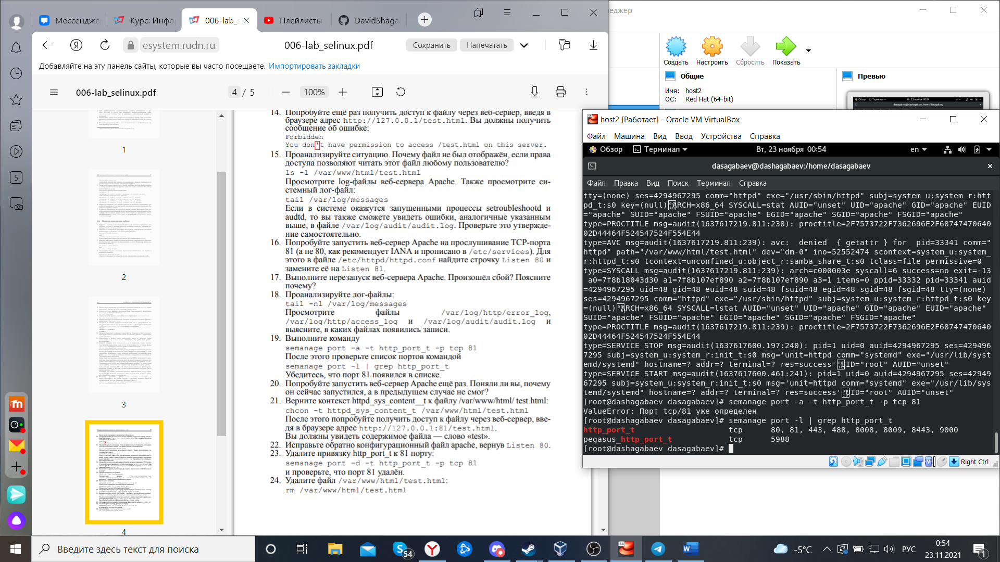 Мессендже
Курс: Инфо
006-lab_s
Плейлисты
DavidShaga
неджер
esystem.rudn.ru
006-lab_selinux.pdf
Сохранить
Напечатать
Добавляйте на эту панель сайты, которые вы часто посещаете. Импортировать закладки
006-lab_selinux.pdf
4 / 5
100%
Создать
Настроить
Сбросить
Показать
Общие
Превью
Имя: host2
ОС: Red Hat (64-bit)
5
1
2
3
4
14. Попробуйте ещё раз получить доступ к файлу через веб-сервер, введя в
браузере адрес http://127.0.0.1/test.html. Вы должны получить
сообщение об ошибке:
Forbidden
You don't have permission to access /test.html on this server.
15. Проанализируйте ситуацию. Почему файл не был отображён, если права
доступа позволяют читать этот файл любому пользователю?
ls -l /var/www/html/test.html
Просмотрите log-файлы веб-сервера Apache. Также просмотрите си-
стемный лог-файл:
tail /var/log/messages
Если в системе окажутся запущенными процессы setroubleshootd и
audtd, то вы также сможете увидеть ошибки, аналогичные указанным
выше, в файле /var/log/audit/audit.log. Проверьте это утвержде-
ние самостоятельно.
16. Попробуйте запустить веб-сервер Apache на прослушивание TCP-порта
81 (а не 80, как рекомендует IANA и прописано в /etc/services). Для
этого в файле /etc/httpd/httpd.conf найдите строчку Listen 80 и
замените её на Listen 81.
17. Выполните перезапуск веб-сервера Apache. Произошёл сбой? Поясните
почему?
18. Проанализируйте лог-файлы:
tail -nl /var/log/messages
Просмотрите файлы /var/log/http/error_log,
/var/log/http/access_log и /var/log/audit/audit.log и
выясните, в каких файлах появились записи.
19. Выполните команду
semanage port -a -t http_port_t -р tcp 81
После этого проверьте список портов командой
semanage port -l | grep http_port_t
Убедитесь, что порт 81 появился в списке.
20. Попробуйте запустить веб-сервер Apache ещё раз. Поняли ли вы, почему
он сейчас запустился, а в предыдущем случае не смог?
21. Верните контекст httpd_sys_cоntent__t к файлу /var/www/html/ test.html:
chcon -t httpd_sys_content_t /var/www/html/test.html
После этого попробуйте получить доступ к файлу через веб-сервер, вве-
дя в браузере адрес http://127.0.0.1:81/test.html.
Вы должны увидеть содержимое файла — слово «test».
22. Исправьте обратно конфигурационный файл apache, вернув Listen 80.
23. Удалите привязку http_port_t к 81 порту:
semanage port -d -t http_port_t -p tcp 81
и проверьте, что порт 81 удалён.
24. Удалите файл /var/www/html/test.html:
rm /var/www/html/test.html
host2 [Работает] - Oracle VM VirtualBox
Файл Машина Вид Ввод Устройства Справка
Обзор Терминал Вт, 23 ноября 00:54 en
dasagabaev@dashagabaev:/home/dasagabaev
Файл Правка Вид Поиск Терминал Справка
tty=(none) ses=4294967295 comm="httpd" exe="/usr/sbin/httpd" subj=system_u:system_r:htt
pd_t:s0 key=(null)ARCH=x86_64 SYSCALL=stat AUID="unset" UID="apache" GID="apache" EUID
="apache" SUID="apache" FSUID="apache" EGID="apache" SGID="apache" FSGID="apache"
type=PROCTITLE msg=audit(1637617219.811:238): proctitle=2F7573722F7362696E2F68747470640
02D44464F524547524F554E44
type=AVC msg=audit(1637617219.811:239): avc:  denied  { getattr } for  pid=33341 comm="
httpd" path="/var/www/html/test.html" dev="dm-0" ino=52552474 scontext=system_u:system_
r:httpd_t:s0 tcontext=unconfined_u:object_r:samba_share_t:s0 tclass=file permissive=0
type=SYSCALL msg=audit(1637617219.811:239): arch=c000003e syscall=6 success=no exit=-13
a0=7f8b18043d30 a1=7f8b107ef890 a2=7f8b107ef890 a3=1 items=0 ppid=33332 pid=33341 auid
=4294967295 uid=48 gid=48 euid=48 suid=48 fsuid=48 egid=48 sgid=48 fsgid=48 tty=(none)
ses=4294967295 comm="httpd" exe="/usr/sbin/httpd" subj=system_u:system_r:httpd_t:s0 key
=(null)ARCH=x86_64 SYSCALL=lstat AUID="unset" UID="apache" GID="apache" EUID="apache"
SUID="apache" FSUID="apache" EGID="apache" SGID="apache" FSGID="apache"
type=PROCTITLE msg=audit(1637617219.811:239): proctitle=2F7573722F7362696E2F68747470640
02D44464F524547524F554E44
type=SERVICE_STOP msg=audit(1637617600.197:240): pid=1 uid=0 auid=4294967295 ses=429496
7295 subj=system_u:system_r:init_t:s0 msg='unit=httpd comm="systemd" exe="/usr/lib/syst
emd/systemd" hostname=? addr=? terminal=? res=success'UID="root" AUID="unset"
type=SERVICE_START msg=audit(1637617600.461:241): pid=1 uid=0 auid=4294967295 ses=42949
67295 subj=system_u:system_r:init_t:s0 msg='unit=httpd comm="systemd" exe="/usr/lib/sys
temd/systemd" hostname=? addr=? terminal=? res=success'UID="root" AUID="unset"
[root@dashagabaev dasagabaev]# semanage port -a -t http_port_t -p tcp 81
ValueError: Порт tcp/81 уже определен
[root@dashagabaev dasagabaev]# semanage port -l | grep http_port_t
http_port_t tcp 80, 81, 443, 488, 8008, 8009, 8443, 9000
pegasus_http_port_t tcp 5988
[root@dashagabaev dasagabaev]#
Right Ctrl
Введите здесь текст для поиска
54
-5°C
РУС
0:54
23.11.2021
1